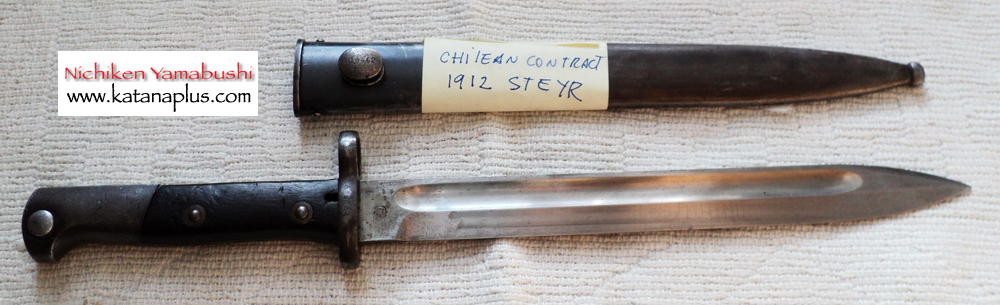 Nichiken Yamabushi
www.katanaplus.com
CHILEAN CONTRACT
1912 STEYR